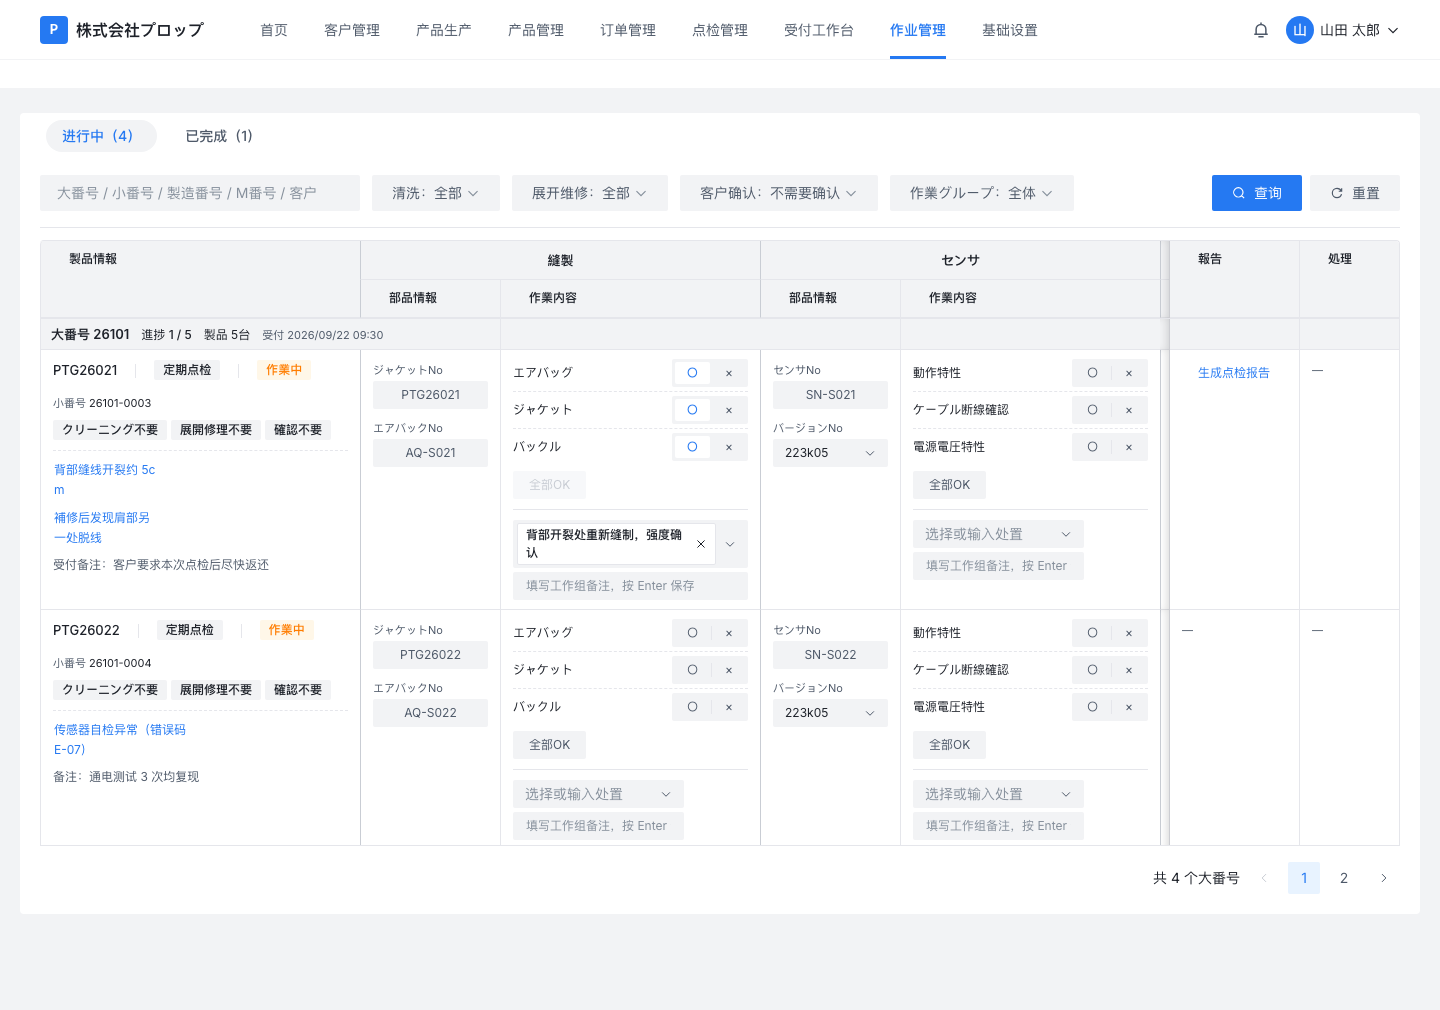 P 株式会社プロップ 首页 客户管理 产品生产 产品管理 订单管理 点检管理 受付工作台 作业管理 基础设置 山 山田 太郎
进行中（4） 已完成（1）
大番号 / 小番号 / 製造番号 / M番号 / 客户 清洗：全部 展开维修：全部 客户确认：不需要确认 作業グループ：全体 查询 重置
製品情報 縫製 センサ 報告 処理
部品情報 作業内容 部品情報 作業内容
大番号 26101 進捗 1 / 5 製品 5台 受付 2026/09/22 09:30
PTG26021 定期点検 作業中
小番号 26101-0003
クリーニング不要 展開修理不要 確認不要
背部缝线开裂约 5c
m
補修后发现肩部另
一处脱线
受付备注：客户要求本次点检后尽快返还
ジャケットNo
PTG26021
エアバックNo
AQ-S021
エアバッグ O ×
ジャケット O ×
バックル O ×
全部OK
背部开裂处重新缝制，强度确
认 ×
填写工作组备注，按 Enter 保存
センサNo
SN-S021
バージョンNo
223k05
動作特性 O ×
ケーブル断線確認 O ×
電源電圧特性 O ×
全部OK
选择或输入处置
填写工作组备注，按 Enter
生成点检报告 —
PTG26022 定期点検 作業中
小番号 26101-0004
クリーニング不要 展開修理不要 確認不要
传感器自检异常（错误码
E-07）
备注：通电测试 3 次均复现
ジャケットNo
PTG26022
エアバックNo
AQ-S022
エアバッグ O ×
ジャケット O ×
バックル O ×
全部OK
选择或输入处置
填写工作组备注，按 Enter
センサNo
SN-S022
バージョンNo
223k05
動作特性 O ×
ケーブル断線確認 O ×
電源電圧特性 O ×
全部OK
选择或输入处置
填写工作组备注，按 Enter
— —
共 4 个大番号 1 2